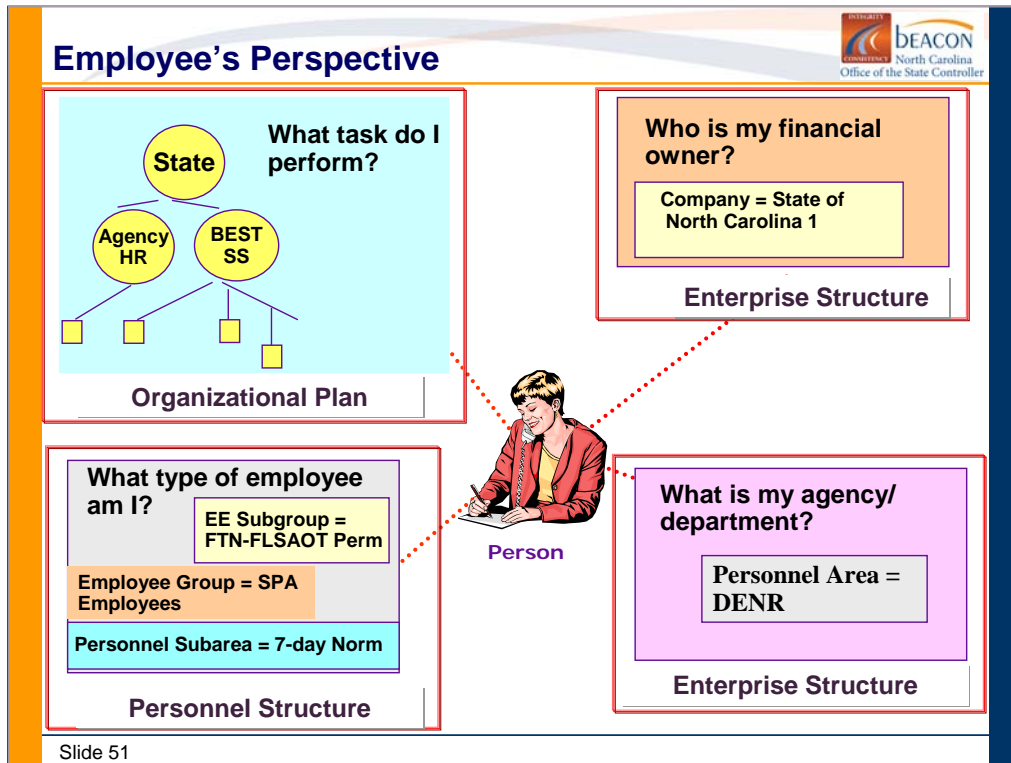 Employee's Perspective
INTEGRITY
CONSISTENCY
bEACON
North Carolina
Office of the State Controller
What task do I
perform?
State
Agency
HR
BEST
SS
Organizational Plan
Who is my financial
owner?
Company = State of
North Carolina 1
Enterprise Structure
What type of employee
am I?
EE Subgroup =
FTN-FLSAOT Perm
Employee Group = SPA
Employees
Personnel Subarea = 7-day Norm
Personnel Structure
Person
What is my agency/
department?
Personnel Area =
DENR
Enterprise Structure
Slide 51